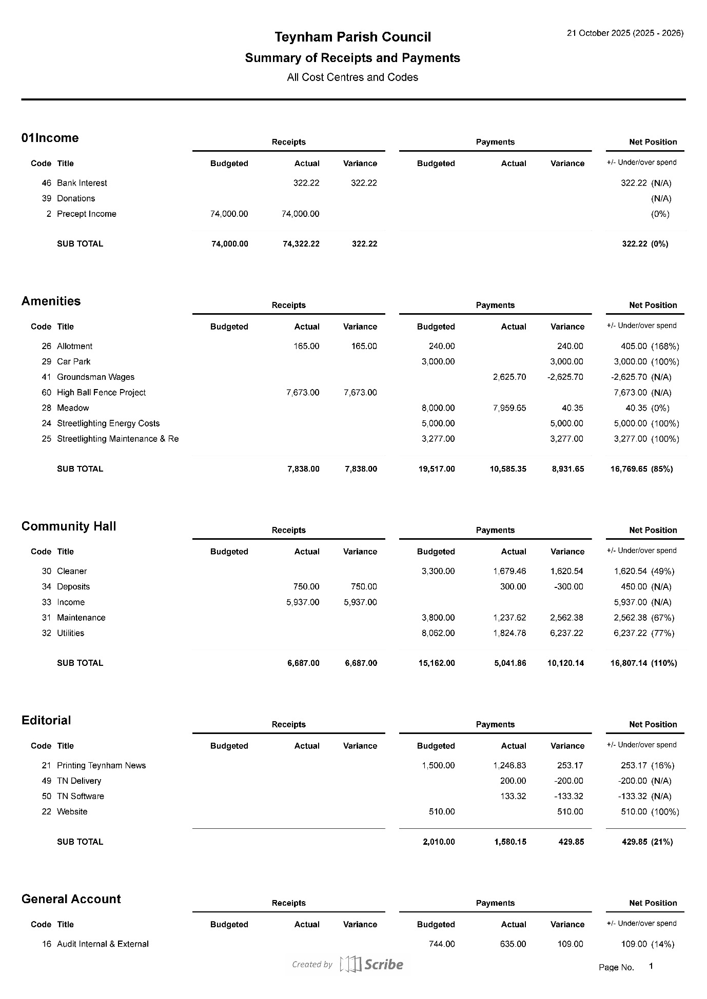 21 October 2025 (2025 - 2026)
Teynham Parish Council
Summary of Receipts and Payments
All Cost Centres and Codes
01Income Receipts Payments Net Position
Code Title Budgeted Actual Variance Budgeted Actual Variance +/- Under/over spend
46 Bank Interest 322.22 322.22 322.22 (N/A)
39 Donations (N/A)
2 Precept Income 74,000.00 74,000.00 (0%)
SUB TOTAL 74,000.00 74,322.22 322.22 322.22 (0%)
Amenities Receipts Payments Net Position
Code Title Budgeted Actual Variance Budgeted Actual Variance +/- Under/over spend
26 Allotment 165.00 165.00 240.00 240.00 405.00 (168%)
29 Car Park 3,000.00 3,000.00 3,000.00 (100%)
41 Groundsman Wages 2,625.70 -2,625.70 -2,625.70 (N/A)
60 High Ball Fence Project 7,673.00 7,673.00 7,673.00 (N/A)
28 Meadow 8,000.00 7,959.65 40.35 40.35 (0%)
24 Streetlighting Energy Costs 5,000.00 5,000.00 5,000.00 (100%)
25 Streetlighting Maintenance & Re 3,277.00 3,277.00 3,277.00 (100%)
SUB TOTAL 7,838.00 7,838.00 19,517.00 10,585.35 8,931.65 16,769.65 (85%)
Community Hall Receipts Payments Net Position
Code Title Budgeted Actual Variance Budgeted Actual Variance +/- Under/over spend
30 Cleaner 3,300.00 1,679.46 1,620.54 1,620.54 (49%)
34 Deposits 750.00 750.00 300.00 -300.00 450.00 (N/A)
33 Income 5,937.00 5,937.00 5,937.00 (N/A)
31 Maintenance 3,800.00 1,237.62 2,562.38 2,562.38 (67%)
32 Utilities 8,062.00 1,824.78 6,237.22 6,237.22 (77%)
SUB TOTAL 6,687.00 6,687.00 15,162.00 5,041.86 10,120.14 16,807.14 (110%)
Editorial Receipts Payments Net Position
Code Title Budgeted Actual Variance Budgeted Actual Variance +/- Under/over spend
21 Printing Teynham News 1,500.00 1,246.83 253.17 253.17 (16%)
49 TN Delivery 200.00 -200.00 -200.00 (N/A)
50 TN Software 133.32 -133.32 -133.32 (N/A)
22 Website 510.00 510.00 510.00 (100%)
SUB TOTAL 2,010.00 1,580.15 429.85 429.85 (21%)
General Account Receipts Payments Net Position
Code Title Budgeted Actual Variance Budgeted Actual Variance +/- Under/over spend
16 Audit Internal & External 744.00 635.00 109.00 109.00 (14%)
Created by Scribe
Page No. 1